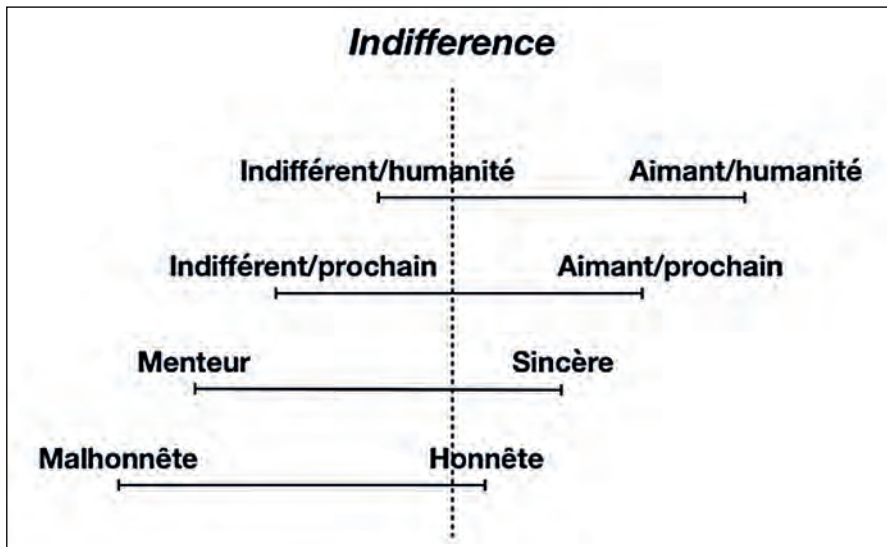 Indifference
Indifférent/humanité Aimant/humanité
Indifférent/prochain Aimant/prochain
Menteur Sincère
Malhonnête Honnête